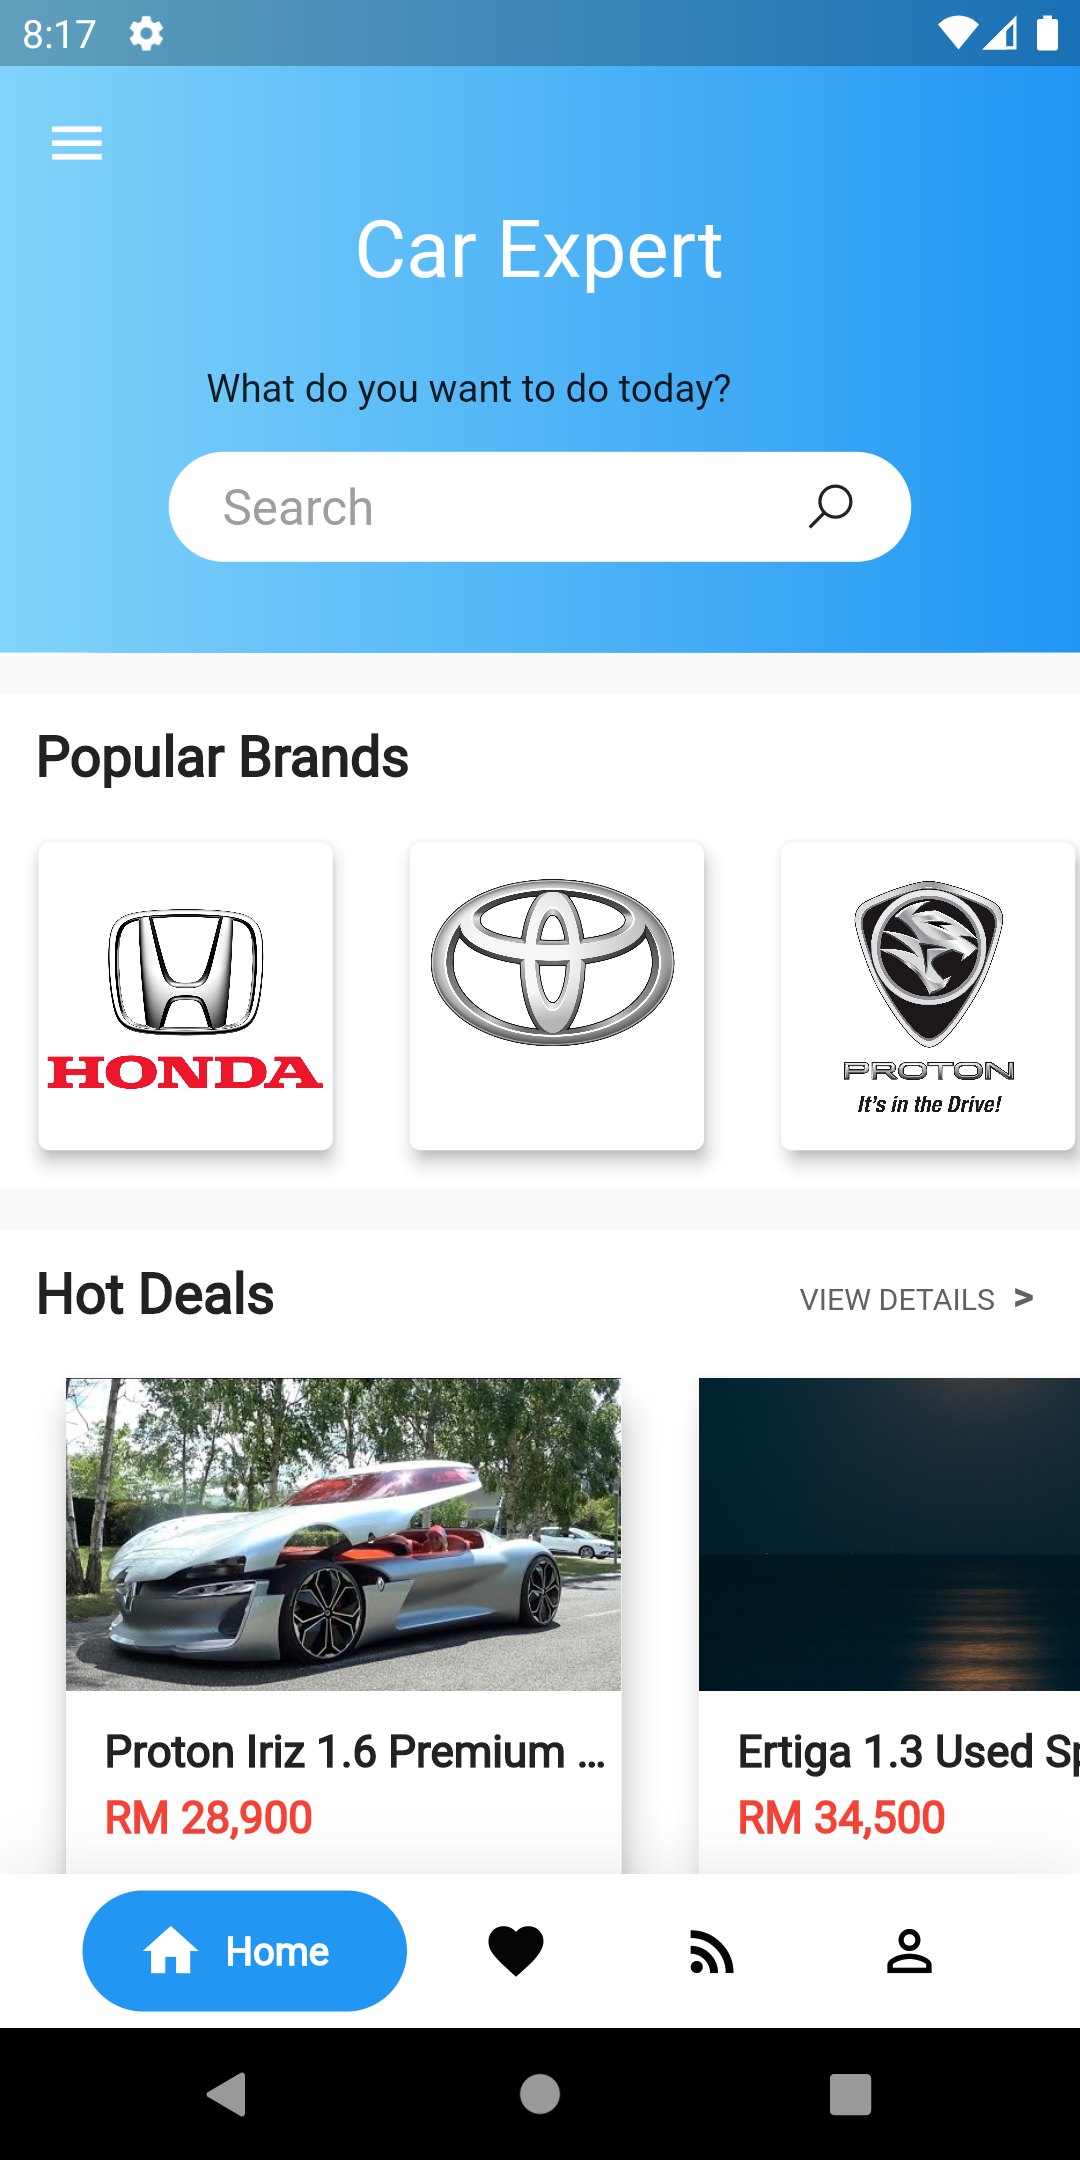 8:17
Car Expert
What do you want to do today?
Search
Popular Brands
HONDA
PROTON
It's in the Drive!
Hot Deals
VIEW DETAILS >
Proton Iriz 1.6 Premium ...
RM 28,900
Ertiga 1.3 Used
RM 34,500
Home